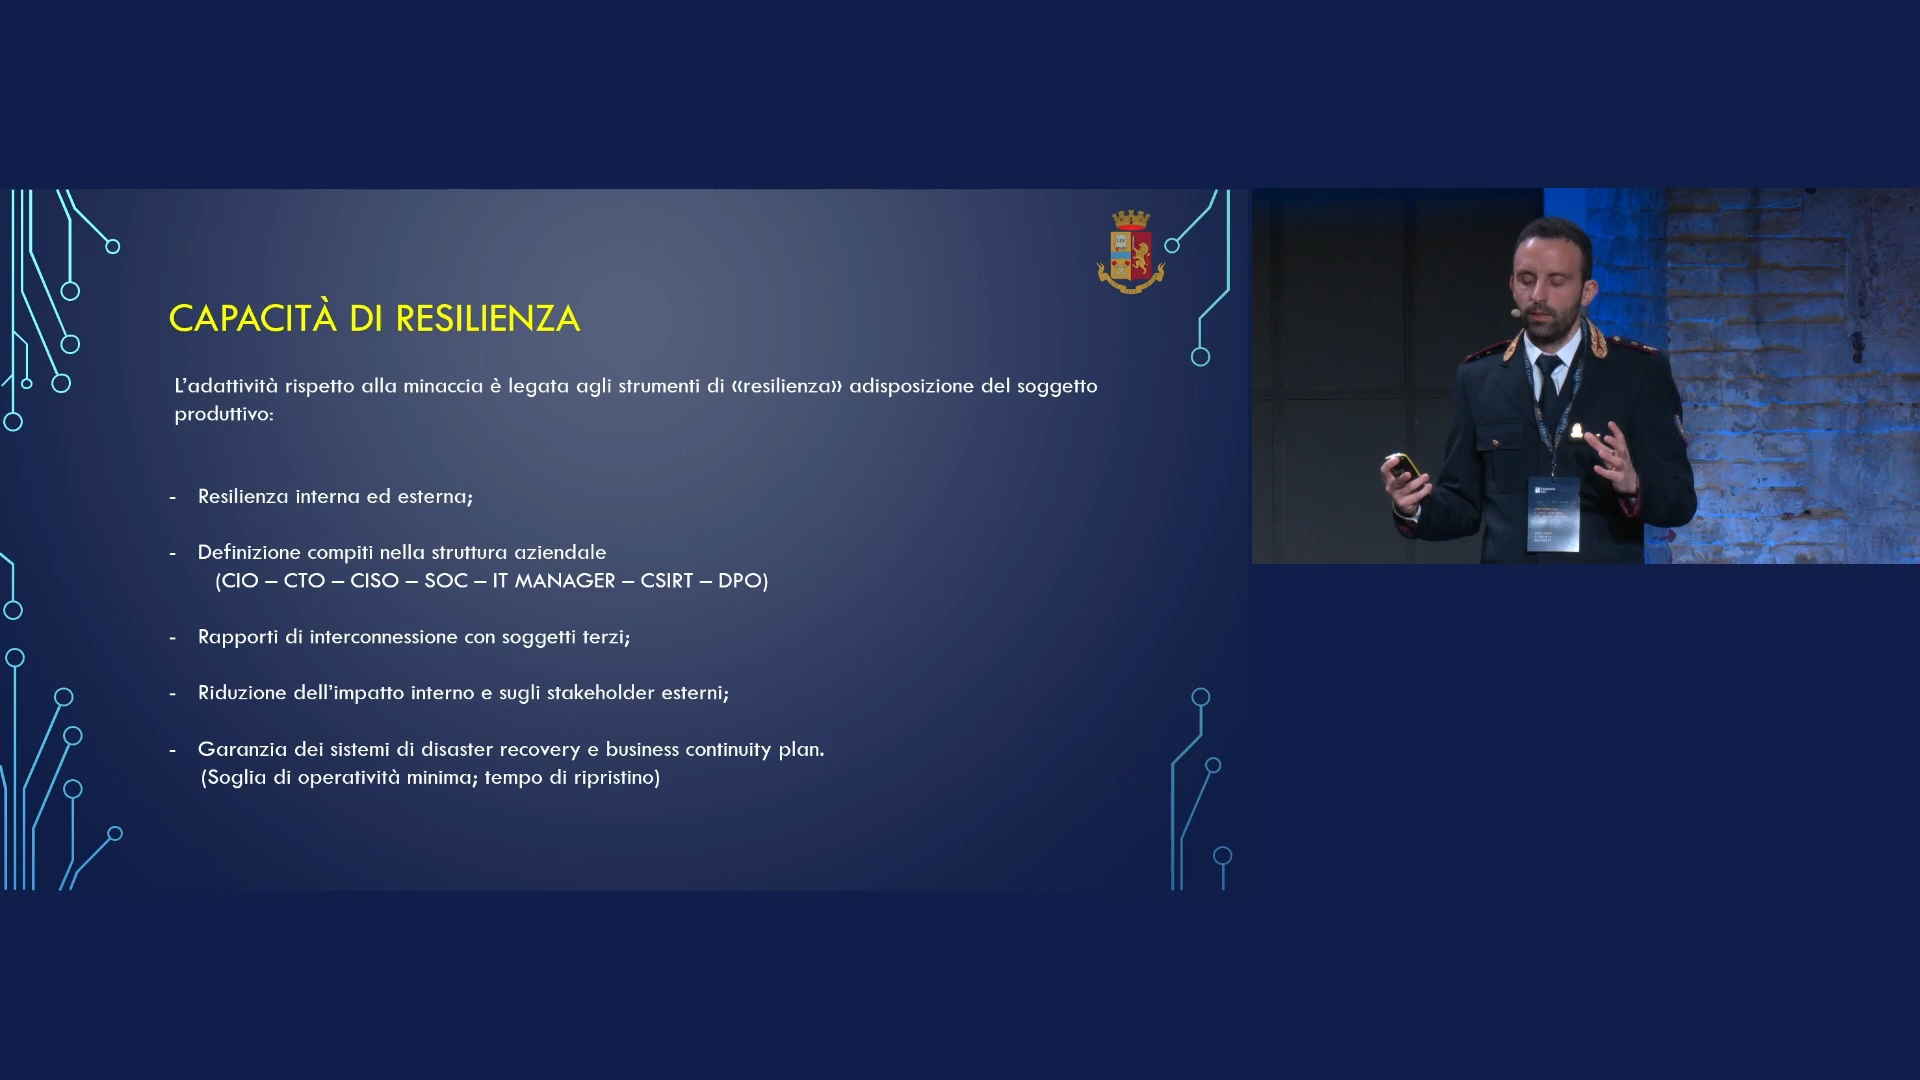 CAPACITÀ DI RESILIENZA
L’adattività rispetto alla minaccia è legata agli strumenti di «resilienza» adisposizione del soggetto
produttivo:
- Resilienza interna ed esterna;
- Definizione compiti nella struttura aziendale
(CIO – CTO – CISO – SOC – IT MANAGER – CSIRT – DPO)
- Rapporti di interconnessione con soggetti terzi;
- Riduzione dell’impatto interno e sugli stakeholder esterni;
- Garanzia dei sistemi di disaster recovery e business continuity plan.
(Soglia di operatività minima; tempo di ripristino)